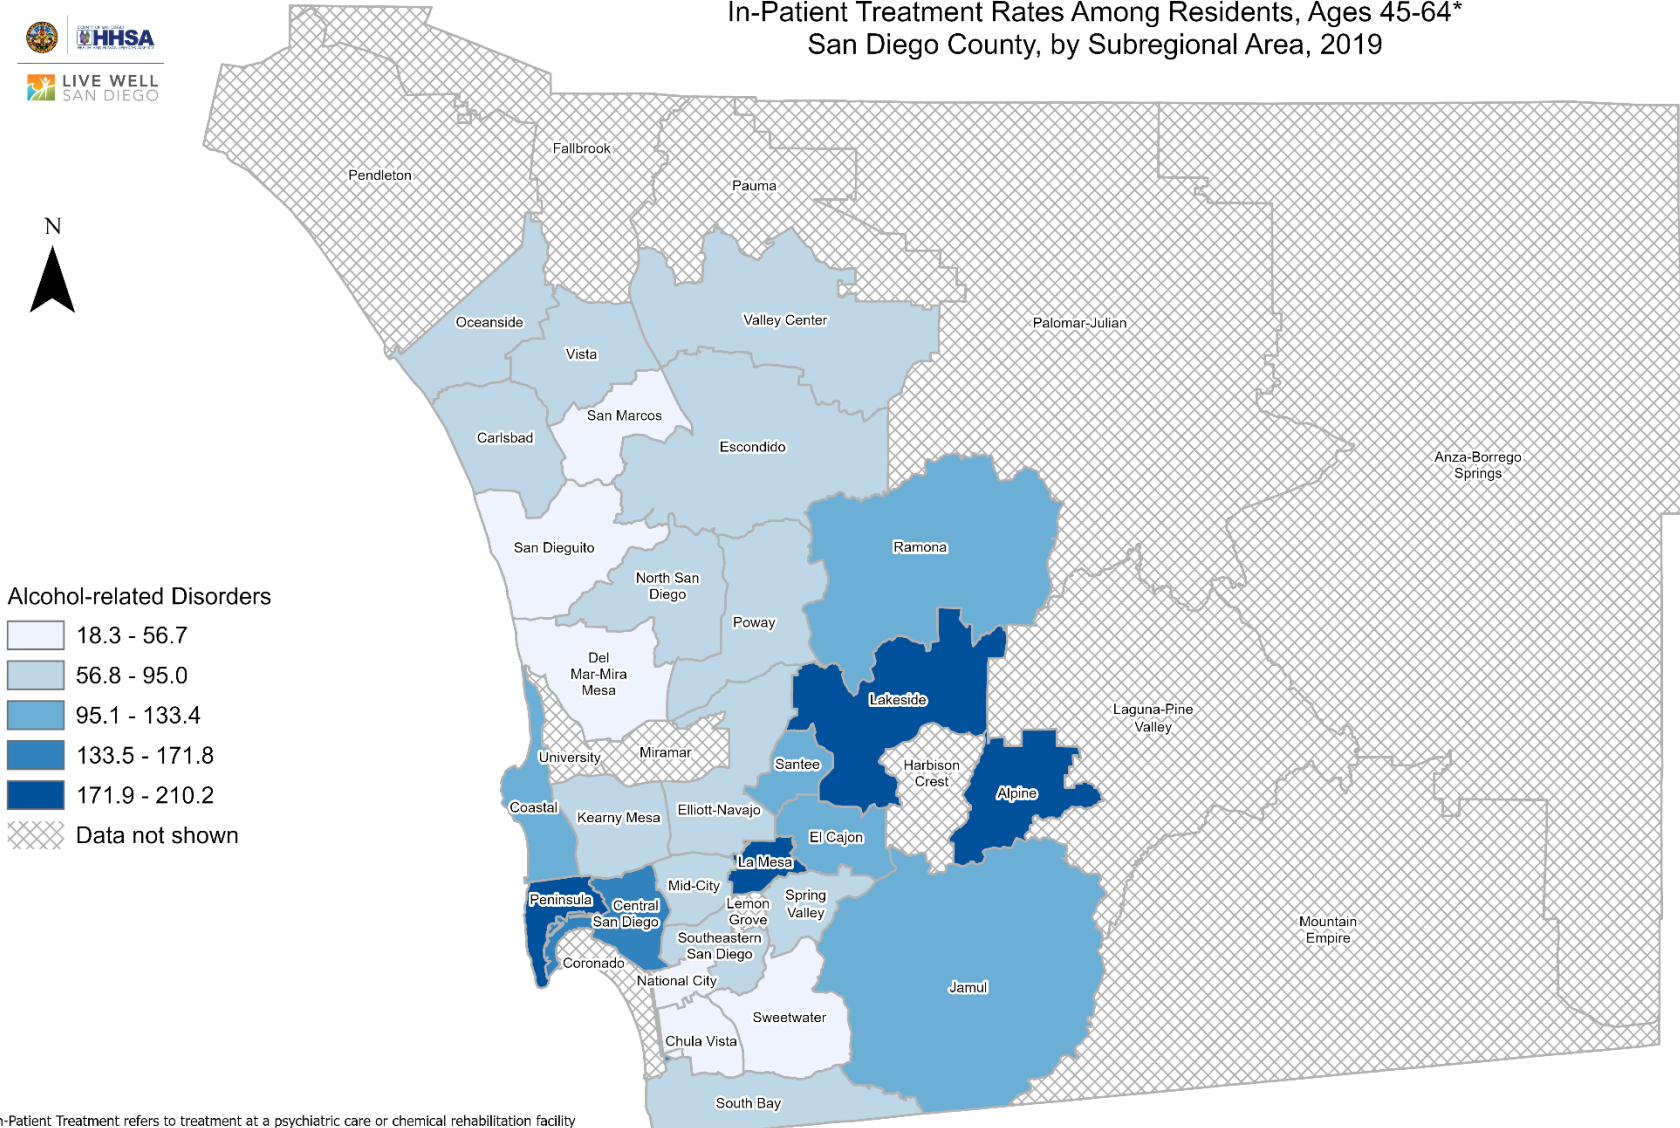 In-Patient Treatment Rates Among Residents, Ages 45-64*
San Diego County, by Subregional Area, 2019
HHSA
LIVE WELL
SAN DIEGO
N
Fallbrook
Pendleton
Pauma
Oceanside
Valley Center
Palomar-Julian
Vista
San Marcos
Carlsbad
Escondido
Anza-Borrego
Springs
San Dieguito
Ramona
North San
Diego
Poway
Del
Mar-Mira
Mesa
Lakeside
Laguna-Pine
Valley
University
Miramar
Santee
Harbison
Crest
Alpine
Coastal
Kearny Mesa
Elliott-Navajo
El Cajon
La Mesa
Mid-City
Peninsula
Central
San Diego
Lemon
Grove
Spring
Valley
Southeastern
San Diego
Mountain
Empire
Coronado
National City
Jamul
Sweetwater
Chula Vista
South Bay
Alcohol-related Disorders
18.3 - 56.7
56.8 - 95.0
95.1 - 133.4
133.5 - 171.8
171.9 - 210.2
Data not shown
n-Patient Treatment refers to treatment at a psychiatric care or chemical rehabilitation facility